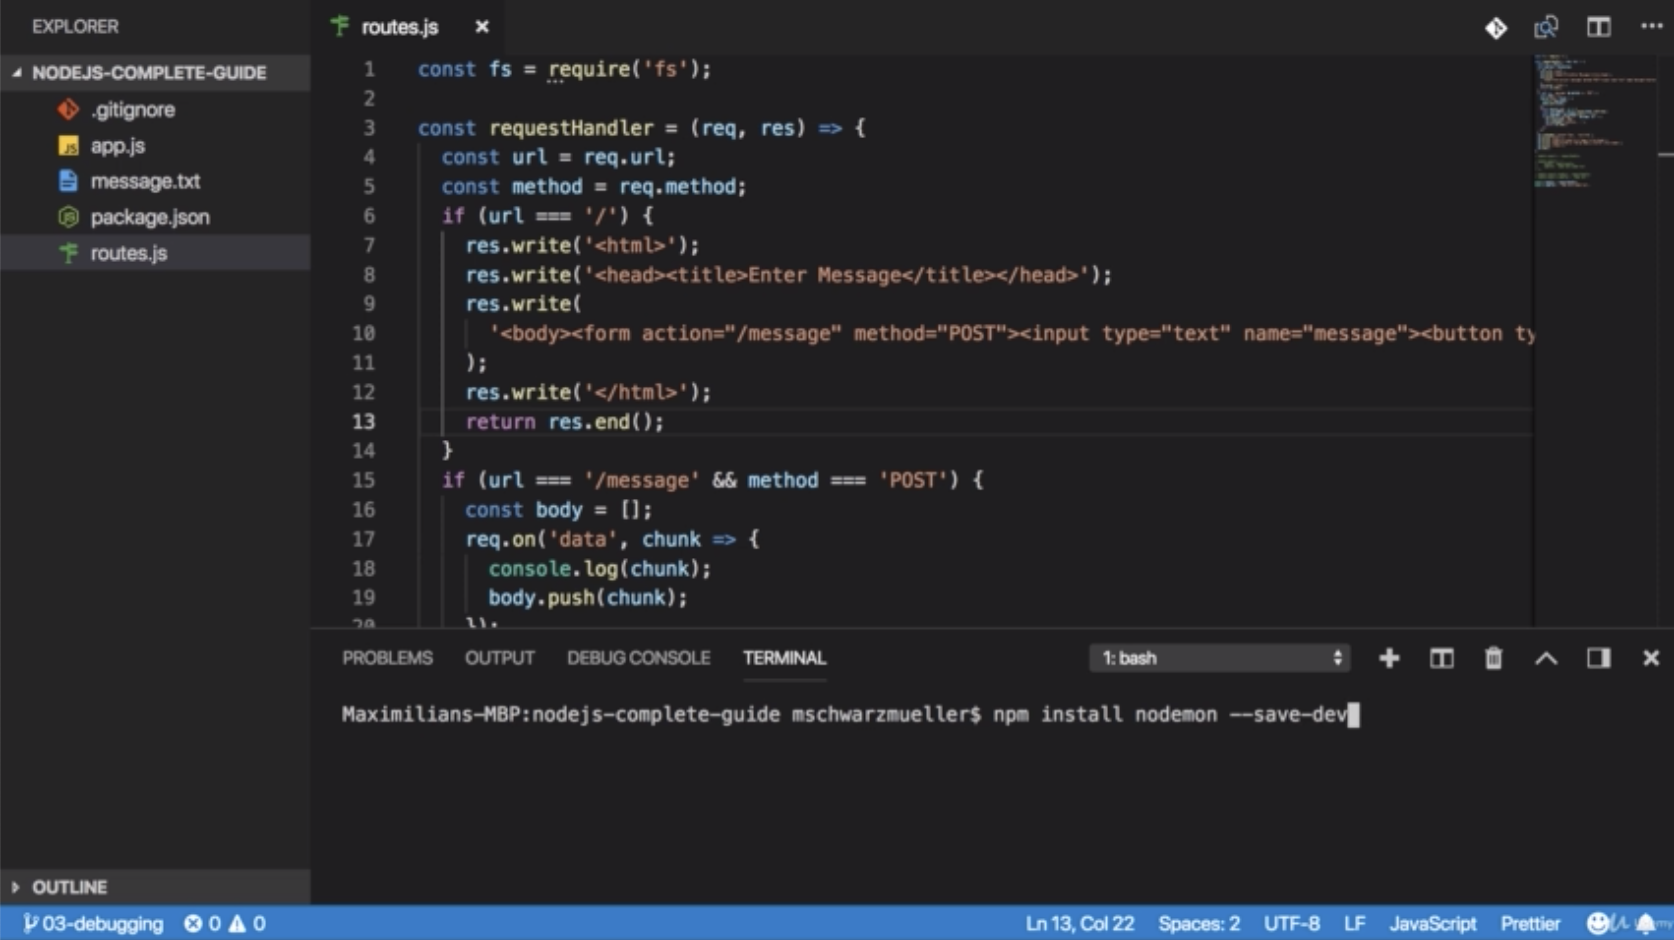 EXPLORER
NODEJS-COMPLETE-GUIDE
.gitignore
app.js
message.txt
package.json
routes.js
OUTLINE
routes.js
1 const fs = require('fs');
2
3 const requestHandler = (req, res) => {
4 const url = req.url;
5 const method = req.method;
6 if (url === '/') {
7 res.write('<html>');
8 res.write('<head><title>Enter Message</title></head>');
9 res.write(
10 '<body><form action="/message" method="POST"><input type="text" name="message"><button ty
11 );
12 res.write('</html>');
13 return res.end();
14 }
15 if (url === '/message' && method === 'POST') {
16 const body = [];
17 req.on('data', chunk => {
18 console.log(chunk);
19 body.push(chunk);
20 });
PROBLEMS OUTPUT DEBUG CONSOLE TERMINAL 1: bash
Maximilians-MBP:nodejs-complete-guide mschwarzmueller$ npm install nodemon --save-dev
03-debugging 0 0 Ln 13, Col 22 Spaces: 2 UTF-8 LF JavaScript Prettier